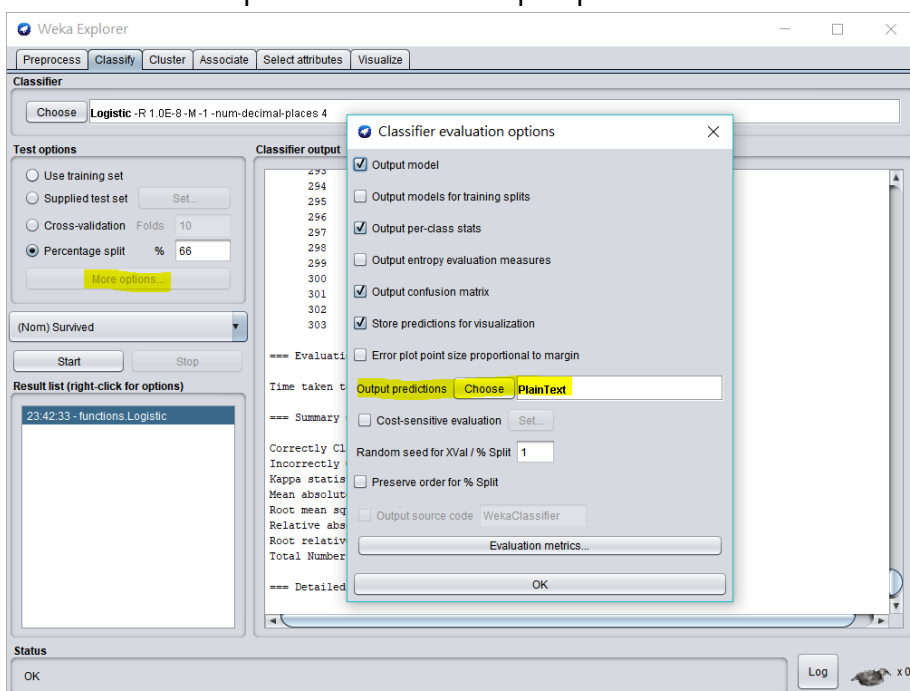 Weka Explorer
Preprocess Classify Cluster Associate Select attributes Visualize
Classifier
Choose Logistic -R 1.0E-8 -M -1 -num-decimal-places 4
Test options
Use training set
Supplied test set Set...
Cross-validation Folds 10
Percentage split % 66
More options...
(Nom) Survived
Start Stop
Result list (right-click for options)
23:42:33 - functions.Logistic
Classifier output
293
294
295
296
297
298
299
300
301
302
303
=== Evaluati
Time taken t
=== Summary
Correctly Cl
Incorrectly
Kappa statis
Mean absolut
Root mean sq
Relative abs
Root relativ
Total Number
=== Detailed
Classifier evaluation options
Output model
Output models for training splits
Output per-class stats
Output entropy evaluation measures
Output confusion matrix
Store predictions for visualization
Error plot point size proportional to margin
Output predictions Choose PlainText
Cost-sensitive evaluation Set...
Random seed for XVal / % Split 1
Preserve order for % Split
Output source code WekaClassifier
Evaluation metrics...
OK
Status
OK
Log x 0